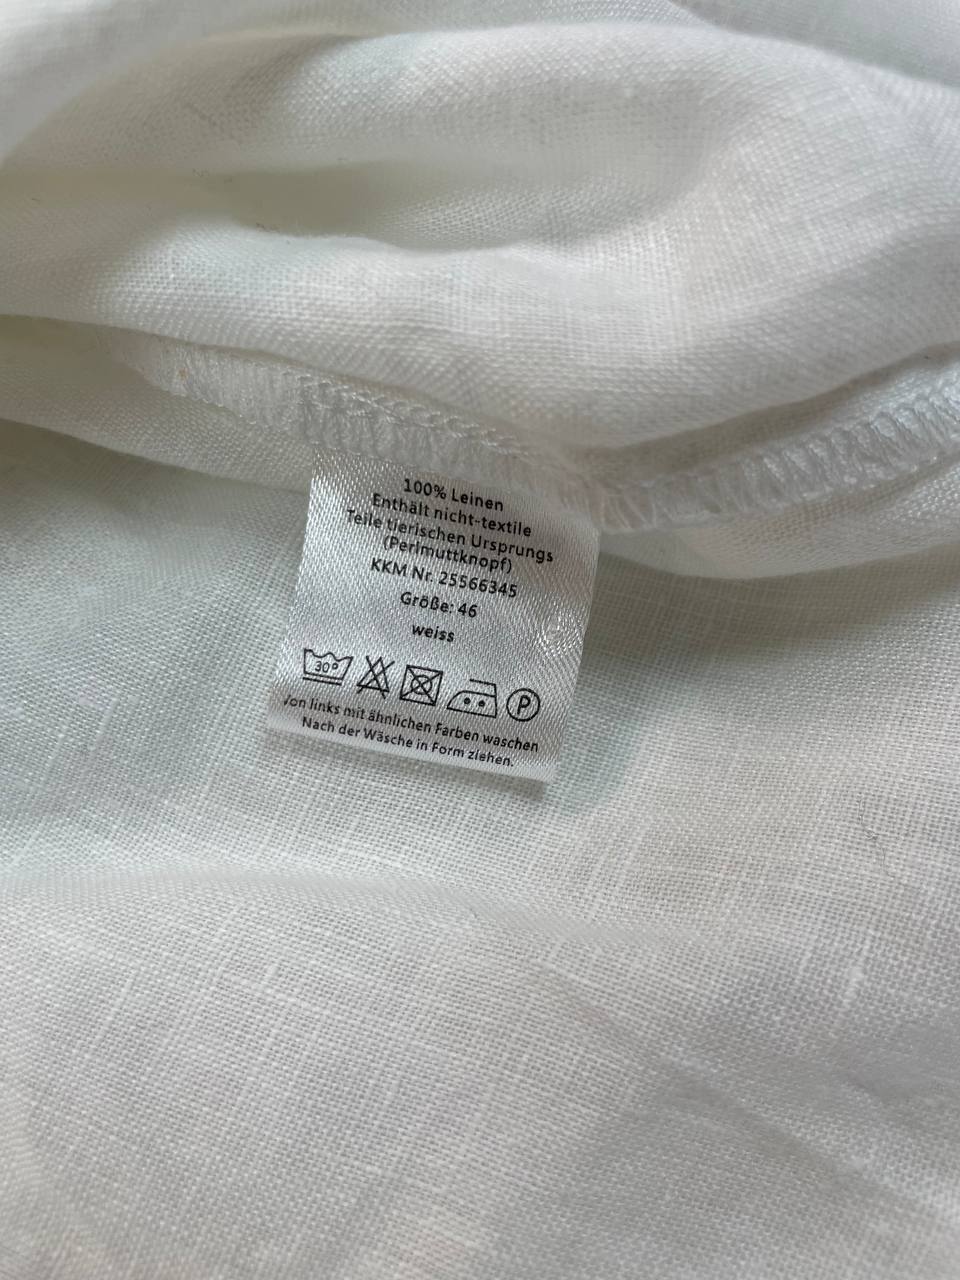 100% Leinen
Enthält nicht-textile
Teile tierischen Ursprungs
(Perlmuttknopf)
KKM Nr. 25566345
Größe: 46
weiss
30° P
Von links mit ähnlichen Farben waschen
Nach der Wäsche in Form ziehen.